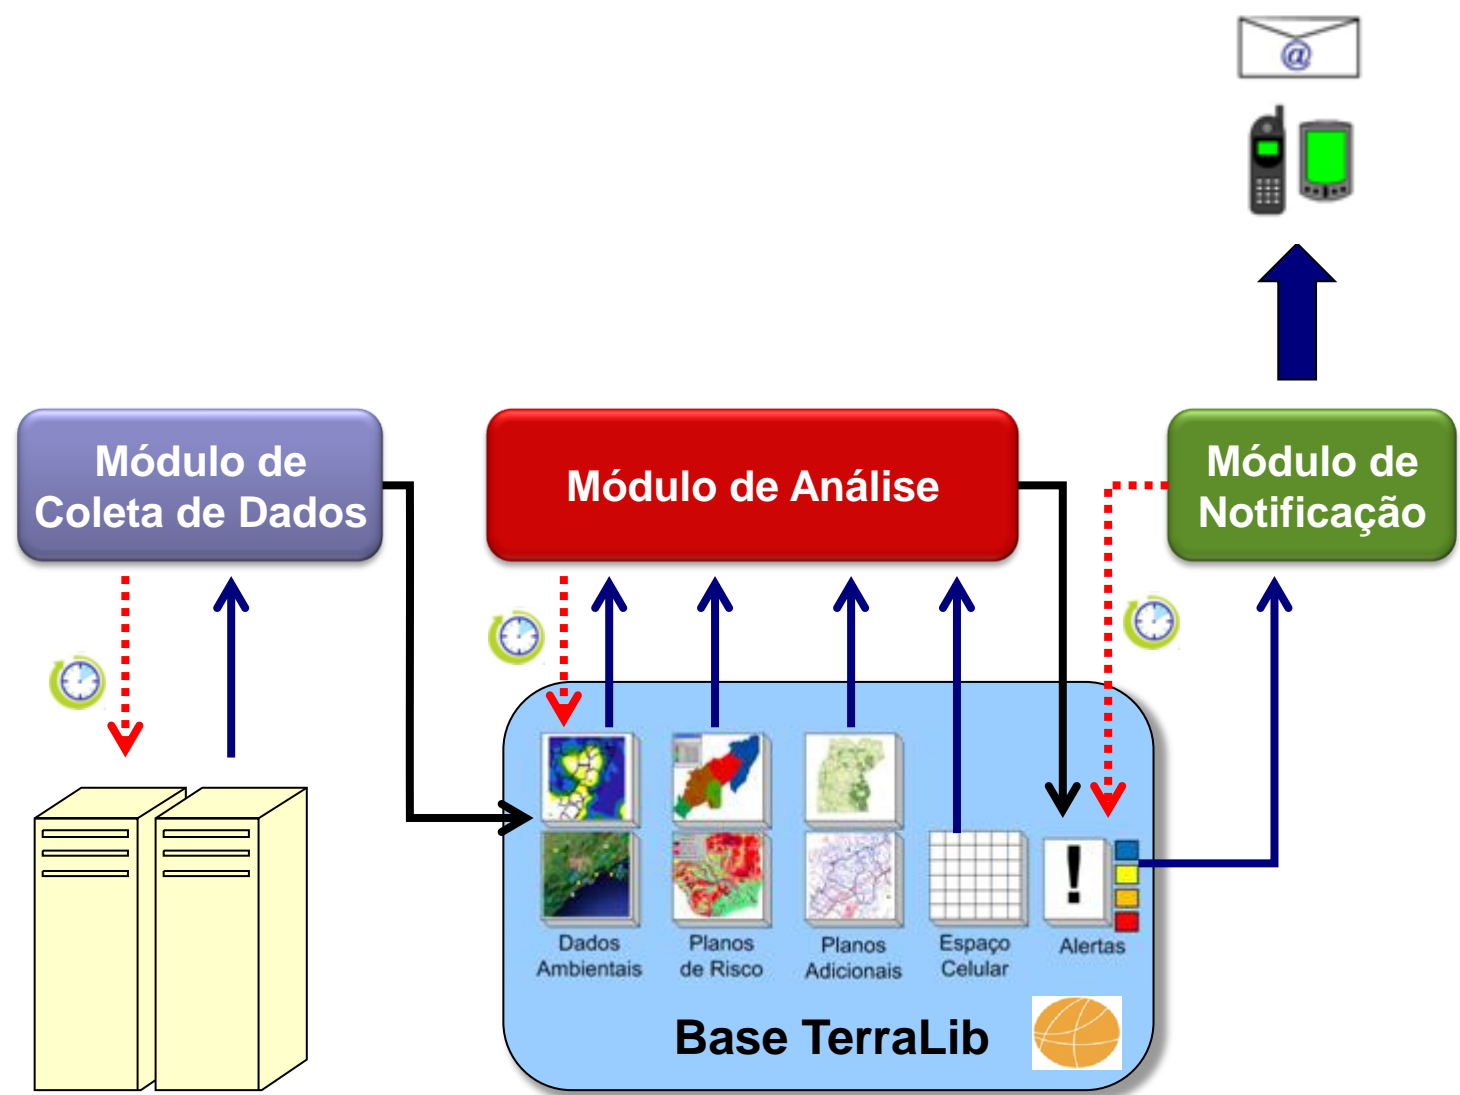 @
Módulo de
Coleta de Dados
Módulo de Análise
Módulo de
Notificação
!
Dados
Ambientais
Planos
de Risco
Planos
Adicionais
Espaço
Celular
Alertas
Base TerraLib